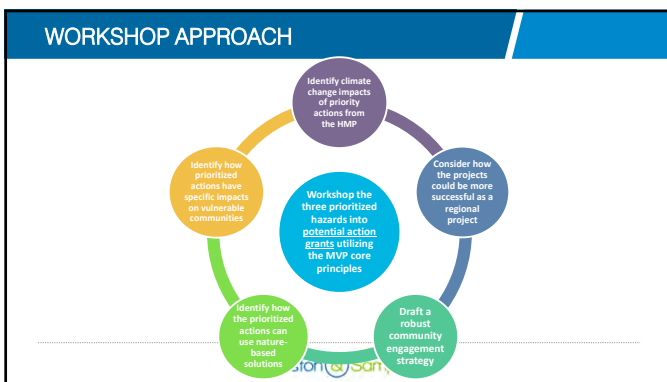 WORKSHOP APPROACH
Identify climate
change impacts
of priority
actions from
the HMP
Consider how
the projects
could be more
successful as a
regional
project
Draft a
robust
community
engagement
strategy
Identify how
the prioritized
actions can
use nature-
based
solutions
Identify how
prioritized
actions have
specific impacts
on vulnerable
communities
Workshop the
three prioritized
hazards into
potential action
grants utilizing
the MVP core
principles